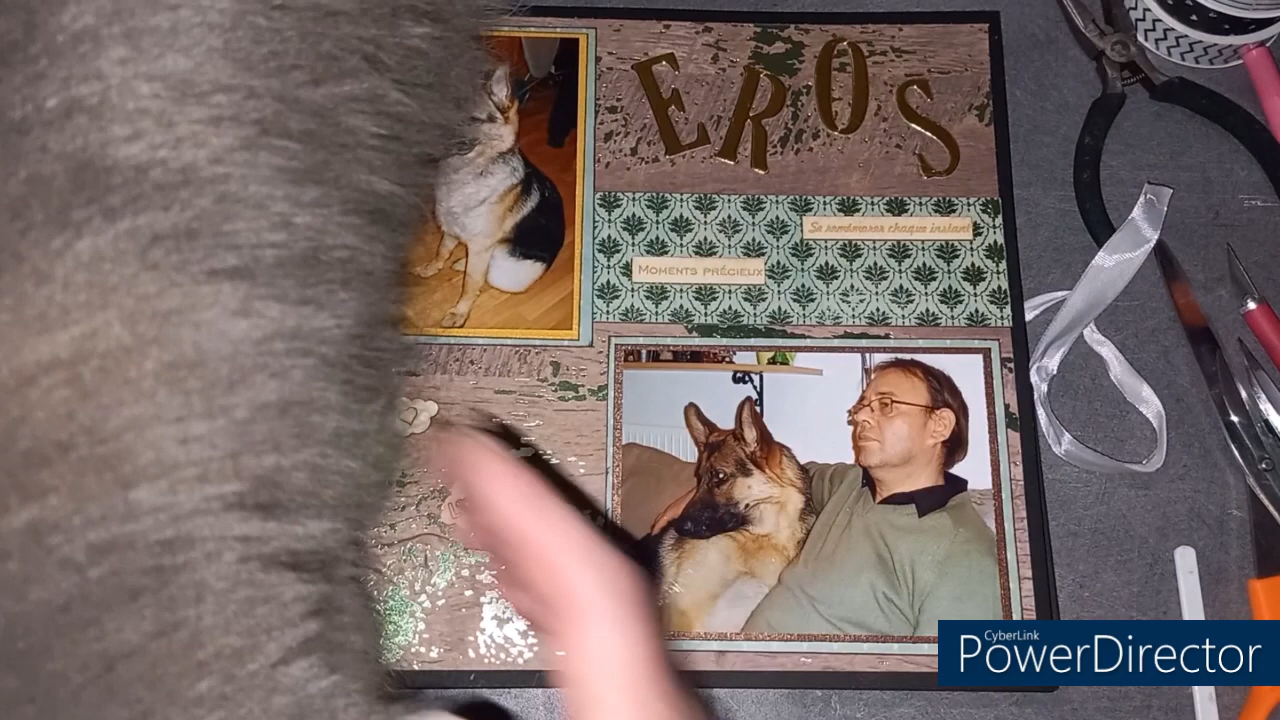 EROS
Se remémorer chaque instant
MOMENTS PRÉCIEUX
CyberLink
PowerDirector